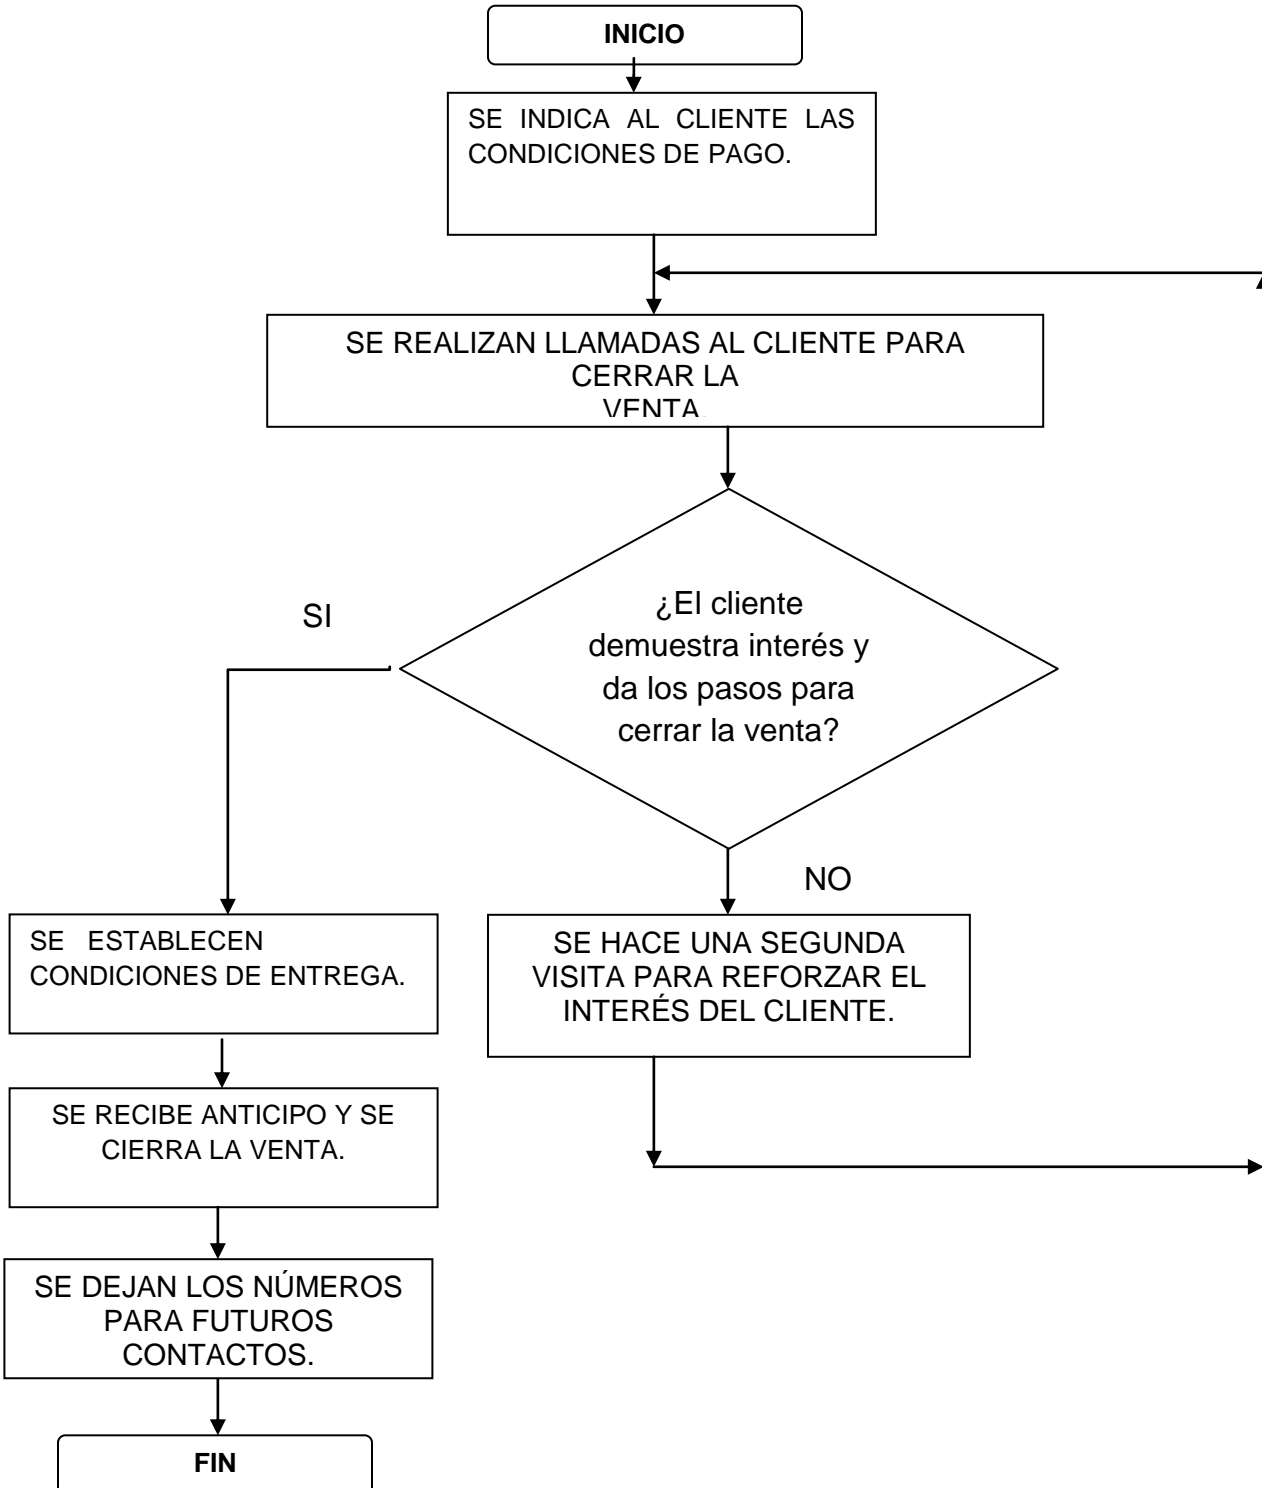 INICIO
SE INDICA AL CLIENTE LAS
CONDICIONES DE PAGO.
SE REALIZAN LLAMADAS AL CLIENTE PARA
CERRAR LA
VENTA.
¿El cliente
demuestra interés y
da los pasos para
cerrar la venta?
SI
NO
SE ESTABLECEN
CONDICIONES DE ENTREGA.
SE HACE UNA SEGUNDA
VISITA PARA REFORZAR EL
INTERÉS DEL CLIENTE.
SE RECIBE ANTICIPO Y SE
CIERRA LA VENTA.
SE DEJAN LOS NÚMEROS
PARA FUTUROS
CONTACTOS.
FIN